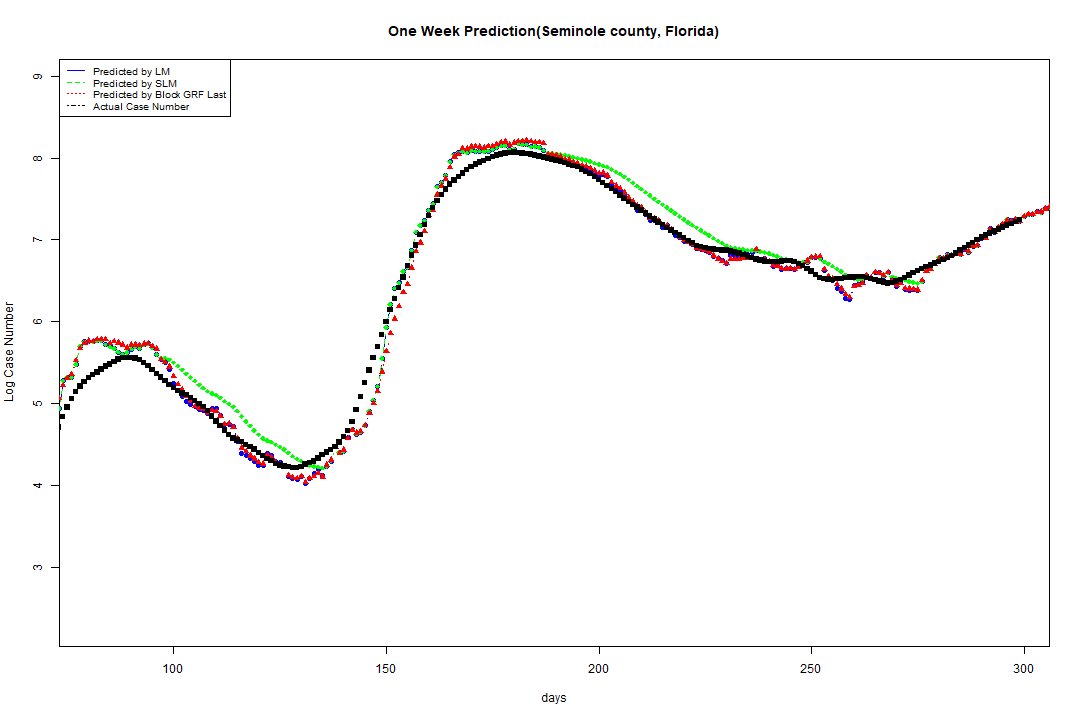 One Week Prediction(Seminole county, Florida)
Predicted by LM
Predicted by SLM
Predicted by Block GRF Last
Actual Case Number
9
8
7
6
5
4
3
Log Case Number
100 150 200 250 300
days